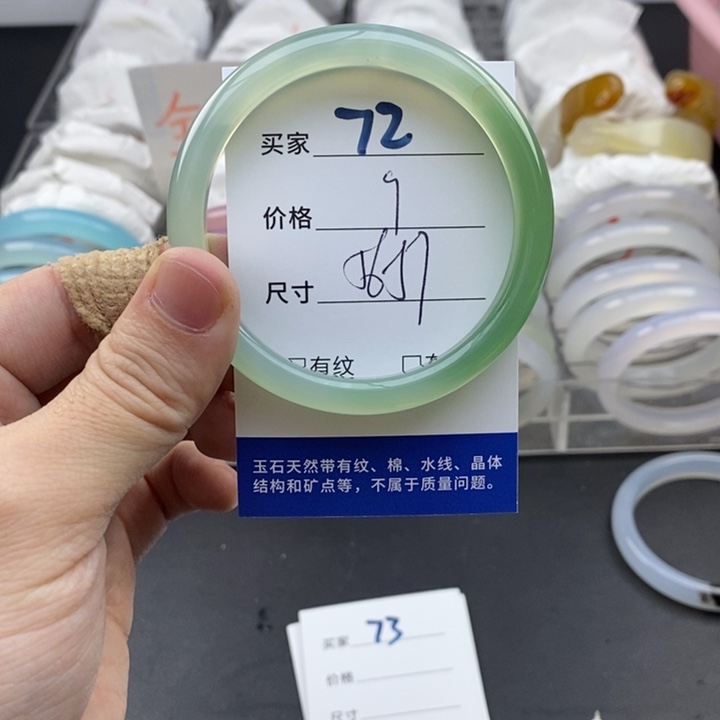 买家 72
价格 9
尺寸
有纹
玉石天然带有纹、棉、水线、晶体
结构和矿点等，不属于质量问题。
买家 73
价格
尺寸